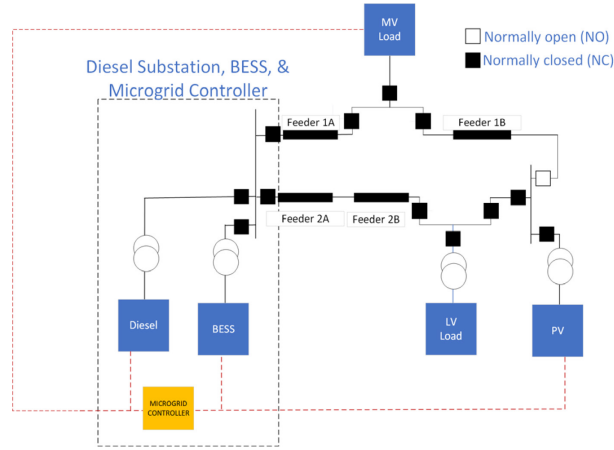 MV
Load
Normally open (NO)
Normally closed (NC)
Diesel Substation, BESS, &
Microgrid Controller
Feeder 1A
Feeder 1B
Feeder 2A
Feeder 2B
Diesel
BESS
LV
Load
PV
MICROGRID
CONTROLLER